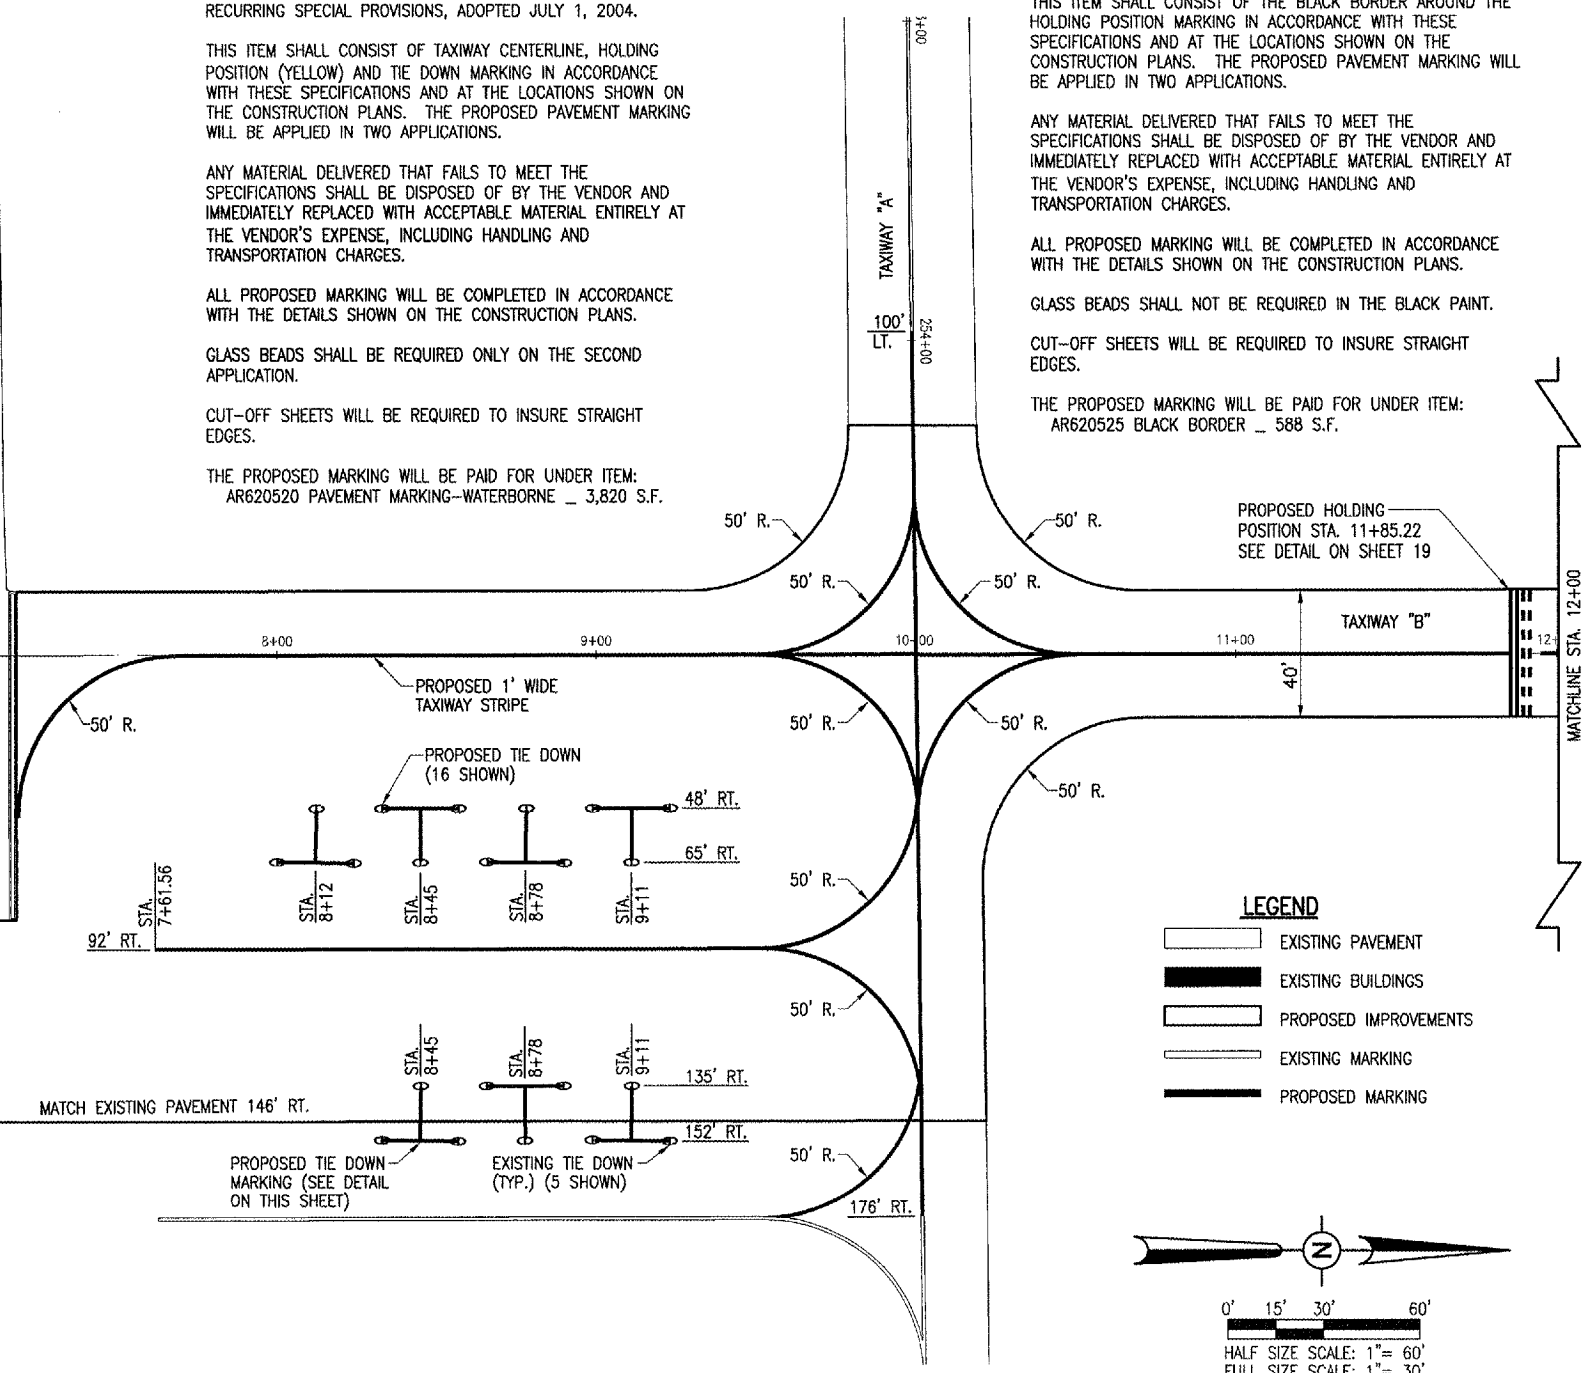 RECURRING SPECIAL PROVISIONS, ADOPTED JULY 1, 2004.
THIS ITEM SHALL CONSIST OF TAXIWAY CENTERLINE, HOLDING
POSITION (YELLOW) AND TIE DOWN MARKING IN ACCORDANCE
WITH THESE SPECIFICATIONS AND AT THE LOCATIONS SHOWN ON
THE CONSTRUCTION PLANS. THE PROPOSED PAVEMENT MARKING
WILL BE APPLIED IN TWO APPLICATIONS.
ANY MATERIAL DELIVERED THAT FAILS TO MEET THE
SPECIFICATIONS SHALL BE DISPOSED OF BY THE VENDOR AND
IMMEDIATELY REPLACED WITH ACCEPTABLE MATERIAL ENTIRELY AT
THE VENDOR'S EXPENSE, INCLUDING HANDLING AND
TRANSPORTATION CHARGES.
ALL PROPOSED MARKING WILL BE COMPLETED IN ACCORDANCE
WITH THE DETAILS SHOWN ON THE CONSTRUCTION PLANS.
GLASS BEADS SHALL BE REQUIRED ONLY ON THE SECOND
APPLICATION.
CUT-OFF SHEETS WILL BE REQUIRED TO INSURE STRAIGHT
EDGES.
THE PROPOSED MARKING WILL BE PAID FOR UNDER ITEM:
AR620520 PAVEMENT MARKING-WATERBORNE _ 3,820 S.F.
THIS ITEM SHALL CONSIST OF THE BLACK BORDER AROUND THE
HOLDING POSITION MARKING IN ACCORDANCE WITH THESE
SPECIFICATIONS AND AT THE LOCATIONS SHOWN ON THE
CONSTRUCTION PLANS. THE PROPOSED PAVEMENT MARKING WILL
BE APPLIED IN TWO APPLICATIONS.
ANY MATERIAL DELIVERED THAT FAILS TO MEET THE
SPECIFICATIONS SHALL BE DISPOSED OF BY THE VENDOR AND
IMMEDIATELY REPLACED WITH ACCEPTABLE MATERIAL ENTIRELY AT
THE VENDOR'S EXPENSE, INCLUDING HANDLING AND
TRANSPORTATION CHARGES.
ALL PROPOSED MARKING WILL BE COMPLETED IN ACCORDANCE
WITH THE DETAILS SHOWN ON THE CONSTRUCTION PLANS.
GLASS BEADS SHALL NOT BE REQUIRED IN THE BLACK PAINT.
CUT-OFF SHEETS WILL BE REQUIRED TO INSURE STRAIGHT
EDGES.
THE PROPOSED MARKING WILL BE PAID FOR UNDER ITEM:
AR620525 BLACK BORDER _ 588 S.F.
TAXIWAY "A"
100'
LT.
254+00
50' R.
50' R.
50' R.
50' R.
PROPOSED HOLDING
POSITION STA. 11+85.22
SEE DETAIL ON SHEET 19
8+00
9+00
10+00
11+00
TAXIWAY "B"
40'
MATCHLINE STA. 12+00
PROPOSED 1' WIDE
TAXIWAY STRIPE
50' R.
50' R.
50' R.
50' R.
PROPOSED TIE DOWN
(16 SHOWN)
48' RT.
65' RT.
STA.
7+61.56
92' RT.
STA.
8+12
STA.
8+45
STA.
8+78
STA.
9+11
50' R.
50' R.
STA.
8+45
STA.
8+78
STA.
9+11
135' RT.
MATCH EXISTING PAVEMENT 146' RT.
152' RT.
PROPOSED TIE DOWN
MARKING (SEE DETAIL
ON THIS SHEET)
EXISTING TIE DOWN
(TYP.) (5 SHOWN)
50' R.
176' RT.
LEGEND
EXISTING PAVEMENT
EXISTING BUILDINGS
PROPOSED IMPROVEMENTS
EXISTING MARKING
PROPOSED MARKING
N
0' 15' 30' 60'
HALF SIZE SCALE: 1"= 60'
FULL SIZE SCALE: 1"= 30'